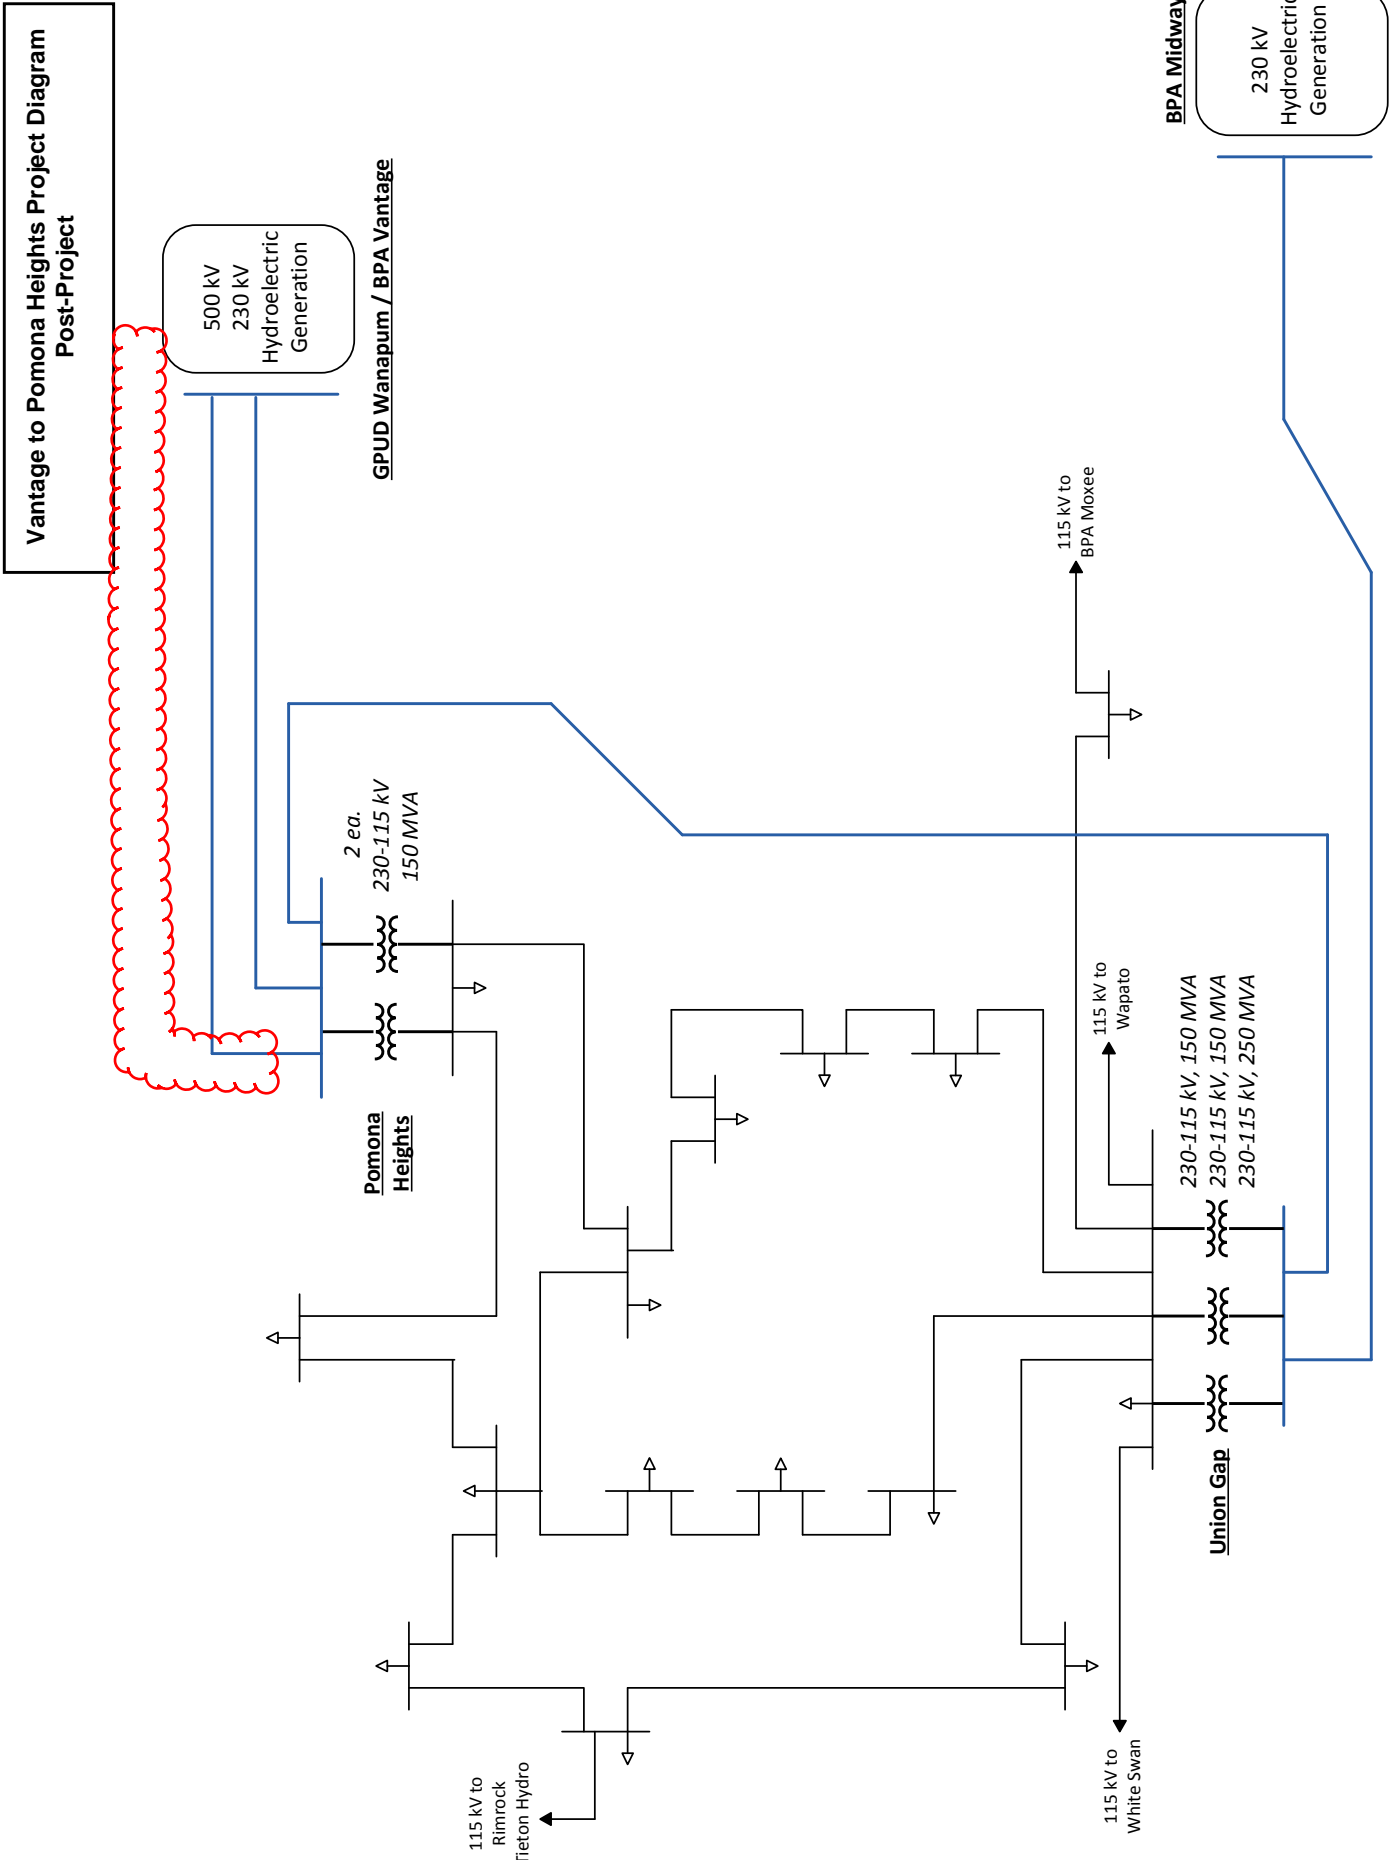 Vantage to Pomona Heights Project Diagram
Post-Project
500 kV
230 kV
Hydroelectric
Generation
GPUD Wanapum / BPA Vantage
BPA Midway
230 kV
Hydroelectric
Generation
2 ea.
230-115 kV
150 MVA
Pomona
Heights
115 kV to
BPA Moxee
115 kV to
Wapato
230-115 kV, 150 MVA
230-115 kV, 150 MVA
230-115 kV, 250 MVA
Union Gap
115 kV to
Rimrock
Tieton Hydro
115 kV to
White Swan